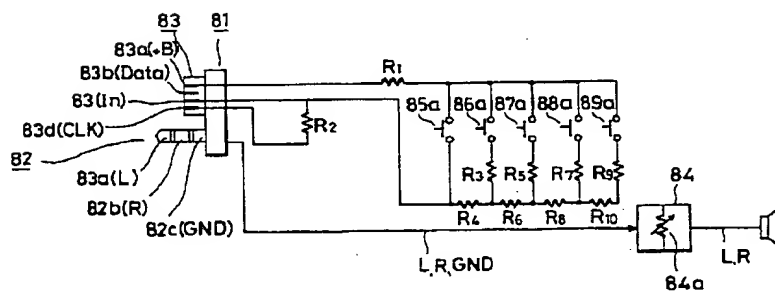 83
81
83a(+B)
83b(Data)
83(In)
83d(CLK)
82
83a(L)
82b(R)
82c(GND)
R1
R2
85a
86a
87a
88a
89a
R3
R5
R7
R9
R4
R6
R8
R10
84
84a
L,R,GND
L,R